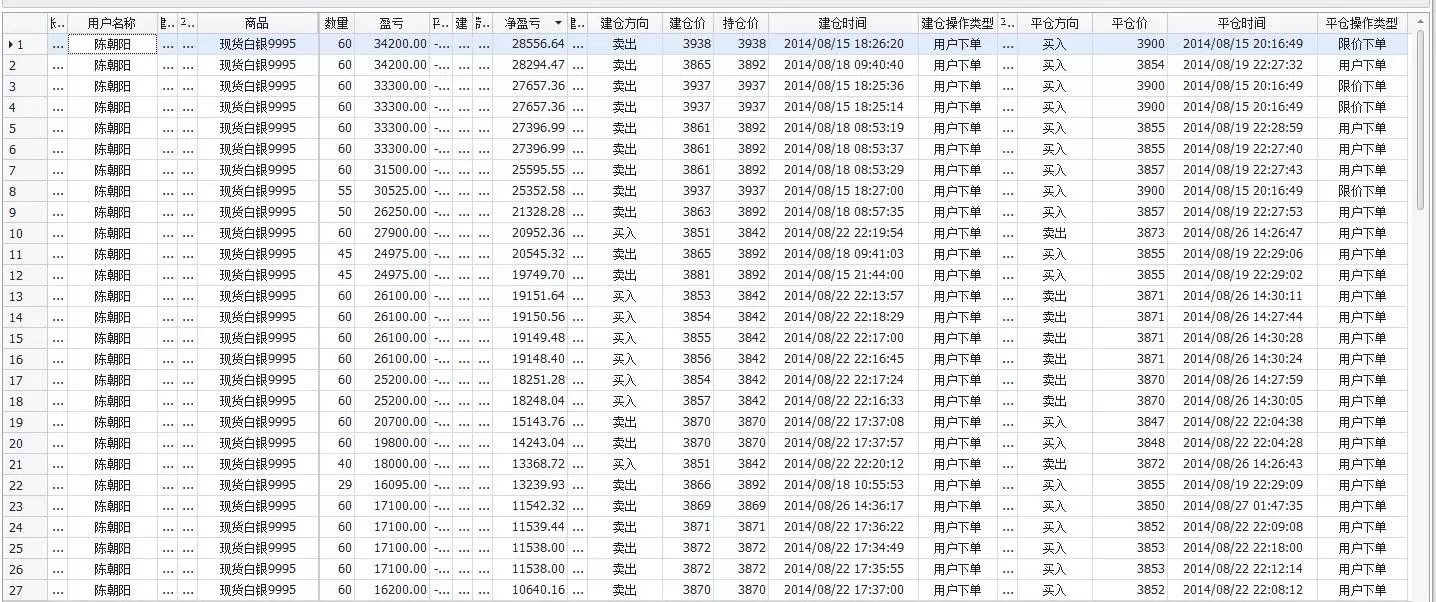 用户名称 商品 数量 盈亏 建 净盈亏 建仓方向 建仓价 持仓价 建仓时间 建仓操作类型 平仓方向 平仓价 平仓时间 平仓操作类型
1 ... 陈朝阳 ... ... 现货白银9995 60 34200.00 -... ... ... 28556.64 ... 卖出 3938 3938 2014/08/15 18:26:20 用户下单 ... 买入 3900 2014/08/15 20:16:49 限价下单
2 ... 陈朝阳 ... ... 现货白银9995 60 34200.00 -... ... ... 28294.47 ... 卖出 3865 3892 2014/08/18 09:40:40 用户下单 ... 买入 3854 2014/08/19 22:27:32 用户下单
3 ... 陈朝阳 ... ... 现货白银9995 60 33300.00 -... ... ... 27657.36 ... 卖出 3937 3937 2014/08/15 18:25:36 用户下单 ... 买入 3900 2014/08/15 20:16:49 限价下单
4 ... 陈朝阳 ... ... 现货白银9995 60 33300.00 -... ... ... 27657.36 ... 卖出 3937 3937 2014/08/15 18:25:14 用户下单 ... 买入 3900 2014/08/15 20:16:49 限价下单
5 ... 陈朝阳 ... ... 现货白银9995 60 33300.00 -... ... ... 27396.99 ... 卖出 3861 3892 2014/08/18 08:53:19 用户下单 ... 买入 3855 2014/08/19 22:28:59 用户下单
6 ... 陈朝阳 ... ... 现货白银9995 60 33300.00 -... ... ... 27396.99 ... 卖出 3861 3892 2014/08/18 08:53:37 用户下单 ... 买入 3855 2014/08/19 22:27:40 用户下单
7 ... 陈朝阳 ... ... 现货白银9995 60 31500.00 -... ... ... 25595.55 ... 卖出 3861 3892 2014/08/18 08:53:29 用户下单 ... 买入 3857 2014/08/19 22:27:43 用户下单
8 ... 陈朝阳 ... ... 现货白银9995 55 30525.00 -... ... ... 25352.58 ... 卖出 3937 3937 2014/08/15 18:27:00 用户下单 ... 买入 3900 2014/08/15 20:16:49 限价下单
9 ... 陈朝阳 ... ... 现货白银9995 50 26250.00 -... ... ... 21328.28 ... 卖出 3863 3892 2014/08/18 08:57:35 用户下单 ... 买入 3857 2014/08/19 22:27:53 用户下单
10 ... 陈朝阳 ... ... 现货白银9995 60 27900.00 -... ... ... 20952.36 ... 买入 3851 3842 2014/08/22 22:19:54 用户下单 ... 卖出 3873 2014/08/26 14:26:47 用户下单
11 ... 陈朝阳 ... ... 现货白银9995 45 24975.00 -... ... ... 20545.32 ... 卖出 3865 3892 2014/08/18 09:41:03 用户下单 ... 买入 3855 2014/08/19 22:29:06 用户下单
12 ... 陈朝阳 ... ... 现货白银9995 45 24975.00 -... ... ... 19749.70 ... 卖出 3881 3892 2014/08/15 21:44:00 用户下单 ... 买入 3855 2014/08/19 22:29:02 用户下单
13 ... 陈朝阳 ... ... 现货白银9995 60 26100.00 -... ... ... 19151.64 ... 买入 3853 3842 2014/08/22 22:13:57 用户下单 ... 卖出 3871 2014/08/26 14:30:11 用户下单
14 ... 陈朝阳 ... ... 现货白银9995 60 26100.00 -... ... ... 19150.56 ... 买入 3854 3842 2014/08/22 22:18:29 用户下单 ... 卖出 3871 2014/08/26 14:27:44 用户下单
15 ... 陈朝阳 ... ... 现货白银9995 60 26100.00 -... ... ... 19149.48 ... 买入 3855 3842 2014/08/22 22:17:00 用户下单 ... 卖出 3871 2014/08/26 14:30:28 用户下单
16 ... 陈朝阳 ... ... 现货白银9995 60 26100.00 -... ... ... 19148.40 ... 买入 3856 3842 2014/08/22 22:16:45 用户下单 ... 卖出 3871 2014/08/26 14:30:24 用户下单
17 ... 陈朝阳 ... ... 现货白银9995 60 25200.00 -... ... ... 18251.28 ... 买入 3854 3842 2014/08/22 22:17:24 用户下单 ... 卖出 3870 2014/08/26 14:27:59 用户下单
18 ... 陈朝阳 ... ... 现货白银9995 60 25200.00 -... ... ... 18248.04 ... 买入 3857 3842 2014/08/22 22:16:33 用户下单 ... 卖出 3870 2014/08/26 14:30:05 用户下单
19 ... 陈朝阳 ... ... 现货白银9995 60 20700.00 -... ... ... 15143.76 ... 卖出 3870 3870 2014/08/22 17:37:08 用户下单 ... 买入 3847 2014/08/22 22:04:38 用户下单
20 ... 陈朝阳 ... ... 现货白银9995 60 19800.00 -... ... ... 14243.04 ... 卖出 3870 3870 2014/08/22 17:37:57 用户下单 ... 买入 3848 2014/08/22 22:04:28 用户下单
21 ... 陈朝阳 ... ... 现货白银9995 40 18000.00 -... ... ... 13368.72 ... 买入 3851 3842 2014/08/22 22:20:12 用户下单 ... 卖出 3872 2014/08/26 14:26:43 用户下单
22 ... 陈朝阳 ... ... 现货白银9995 29 16095.00 -... ... ... 13239.93 ... 卖出 3866 3892 2014/08/18 10:55:53 用户下单 ... 买入 3855 2014/08/19 22:29:09 用户下单
23 ... 陈朝阳 ... ... 现货白银9995 60 17100.00 -... ... ... 11542.32 ... 卖出 3869 3869 2014/08/26 14:36:17 用户下单 ... 买入 3850 2014/08/27 01:47:35 用户下单
24 ... 陈朝阳 ... ... 现货白银9995 60 17100.00 -... ... ... 11539.44 ... 卖出 3871 3871 2014/08/22 17:36:22 用户下单 ... 买入 3852 2014/08/22 22:09:08 用户下单
25 ... 陈朝阳 ... ... 现货白银9995 60 17100.00 -... ... ... 11538.00 ... 卖出 3872 3872 2014/08/22 17:34:49 用户下单 ... 买入 3853 2014/08/22 22:18:00 用户下单
26 ... 陈朝阳 ... ... 现货白银9995 60 17100.00 -... ... ... 11538.00 ... 卖出 3872 3872 2014/08/22 17:35:55 用户下单 ... 买入 3853 2014/08/22 22:12:14 用户下单
27 ... 陈朝阳 ... ... 现货白银9995 60 16200.00 -... ... ... 10640.16 ... 卖出 3870 3870 2014/08/22 17:37:00 用户下单 ... 买入 3852 2014/08/22 22:08:12 用户下单